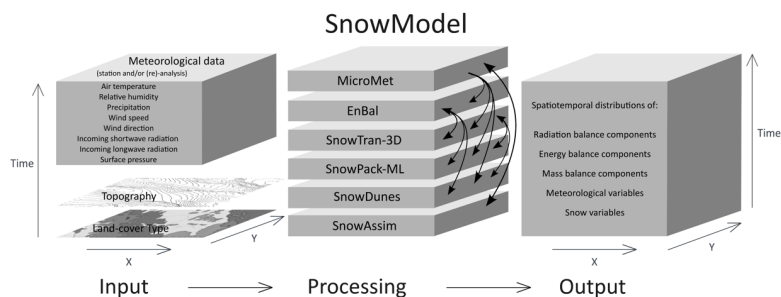 SnowModel
Meteorological data
(station and/or (re)-analysis)
Air temperature
Relative humidity
Precipitation
Wind speed
Wind direction
Incoming shortwave radiation
Incoming longwave radiation
Surface pressure
Time
Topography
Land-cover Type
X
Y
MicroMet
EnBal
SnowTran-3D
SnowPack-ML
SnowDunes
SnowAssim
Spatiotemporal distributions of:
Radiation balance components
Energy balance components
Mass balance components
Meteorological variables
Snow variables
Time
X
Y
Input
Processing
Output